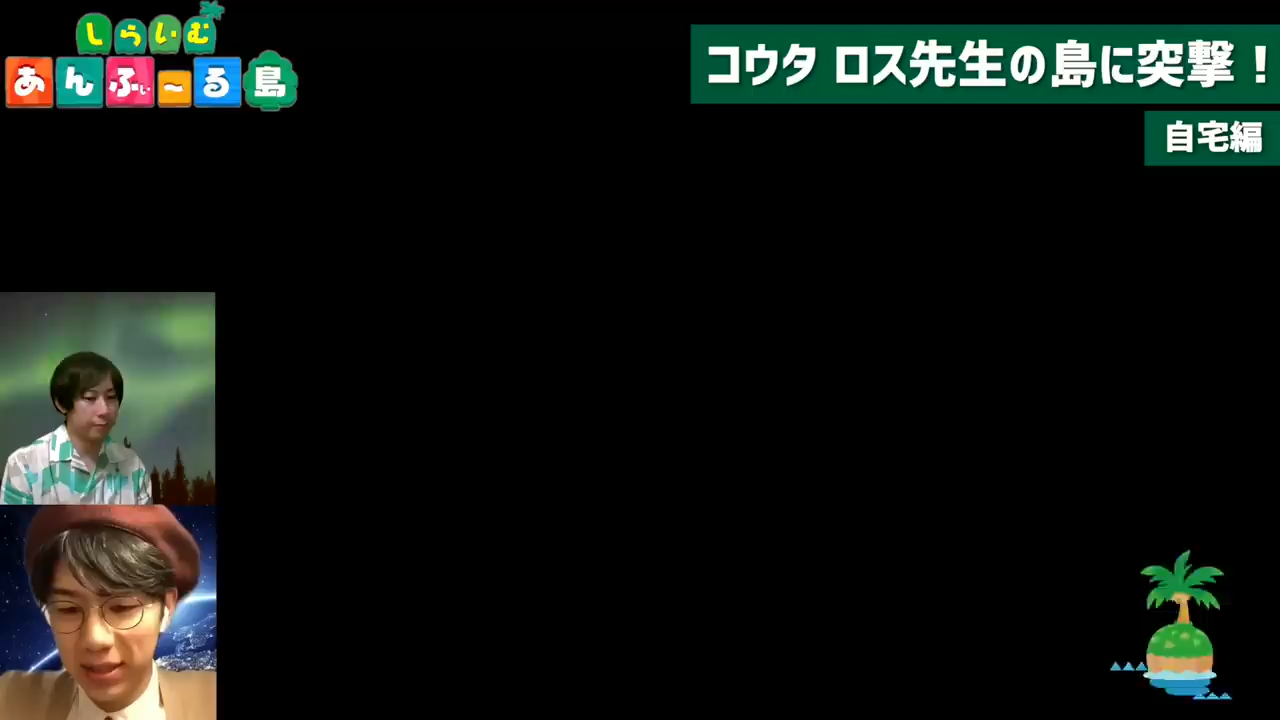 しらいむ
あんふぃ〜る島
コウタ ロス先生の島に突撃！
自宅編